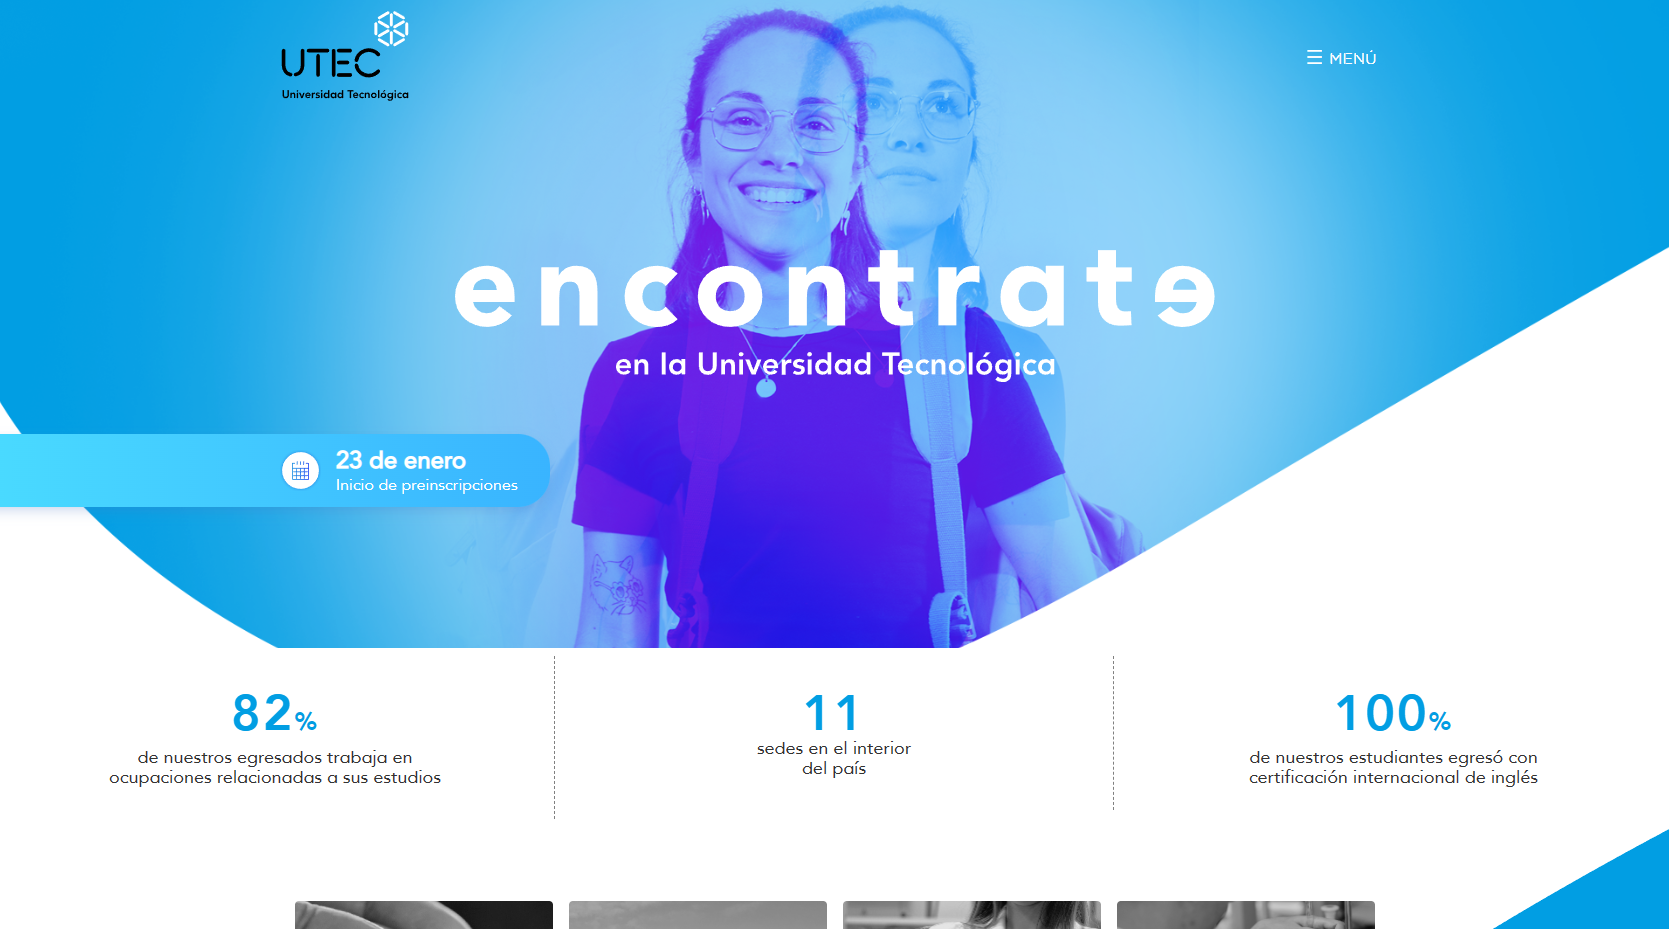 UTEC
Universidad Tecnológica
☰ MENÚ
encontrate
en la Universidad Tecnológica
23 de enero
Inicio de preinscripciones
82%
de nuestros egresados trabaja en
ocupaciones relacionadas a sus estudios
11
sedes en el interior
del país
100%
de nuestros estudiantes egresó con
certificación internacional de inglés